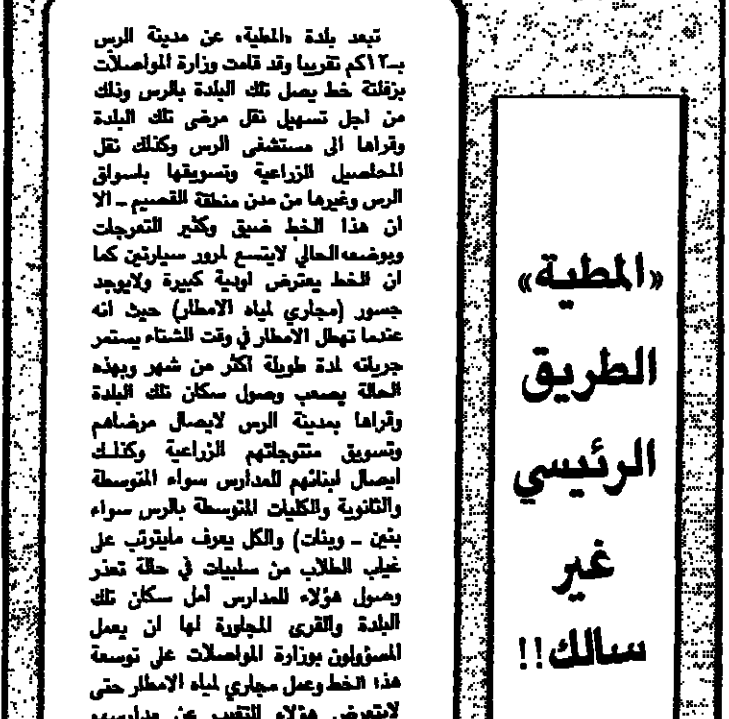 «المطية»
الطريق
الرئيسي
غير
سالك!!
تبعد بلدة «المطية» عن مدينة الرس
بـ١٢كم تقريبا وقد قامت وزارة المواصلات
بزفلتة خط يصل تلك البلدة بالرس وذلك
من اجل تسهيل نقل مرضى تلك البلدة
وقراها الى مستشفى الرس وكذلك نقل
المحاصيل الزراعية وتسويقها باسواق
الرس وغيرها من مدن منطقة القصيم ـ الا
ان هذا الخط ضيق وكثير التعرجات
وبوضعه الحالي لايتسع لمرور سيارتين كما
ان الخط يعترض اودية كبيرة ولايوجد
جسور (مجاري لمياه الامطار) حيث انه
عندما تهطل الامطار في وقت الشتاء يستمر
جريانه لمدة طويلة اكثر من شهر وبهذه
الحالة يصعب وصول سكان تلك البلدة
وقراها بمدينة الرس لايصال مرضاهم
وتسويق منتوجاتهم الزراعية وكذلك
ايصال ابنائهم للمدارس سواء المتوسطة
والثانوية والكليات المتوسطة بالرس سواء
بنين ـ وبنات) والكل يعرف مايترتب على
غياب الطلاب من سلبيات في حالة تعذر
وصول هؤلاء للمدارس أمل سكان تلك
البلدة والقرى المجاورة لها ان يعمل
المسؤولون بوزارة المواصلات على توسعة
هذا الخط وعمل مجاري لمياه الامطار حتى
لايتعرض هؤلاء للتغيب عن مدارسهم